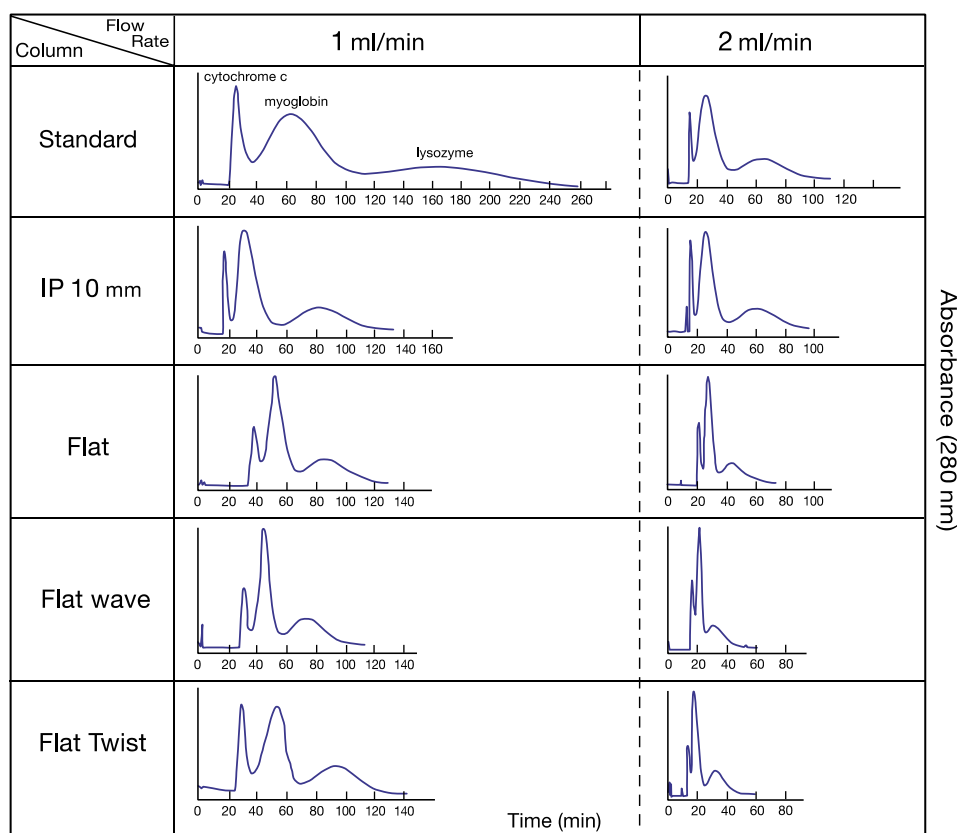 Flow
Rate
Column
1 ml/min
2 ml/min
Standard
cytochrome c
myoglobin
lysozyme
0 20 40 60 80 100 120 140 160 180 200 220 240 260
0 20 40 60 80 100 120
IP 10 mm
0 20 40 60 80 100 120 140 160
0 20 40 60 80 100
Flat
0 20 40 60 80 100 120 140
0 20 40 60 80 100
Flat wave
0 20 40 60 80 100 120 140
0 20 40 60 80
Flat Twist
0 20 40 60 80 100 120 140
0 20 40 60 80
Time (min)
Absorbance (280 nm)